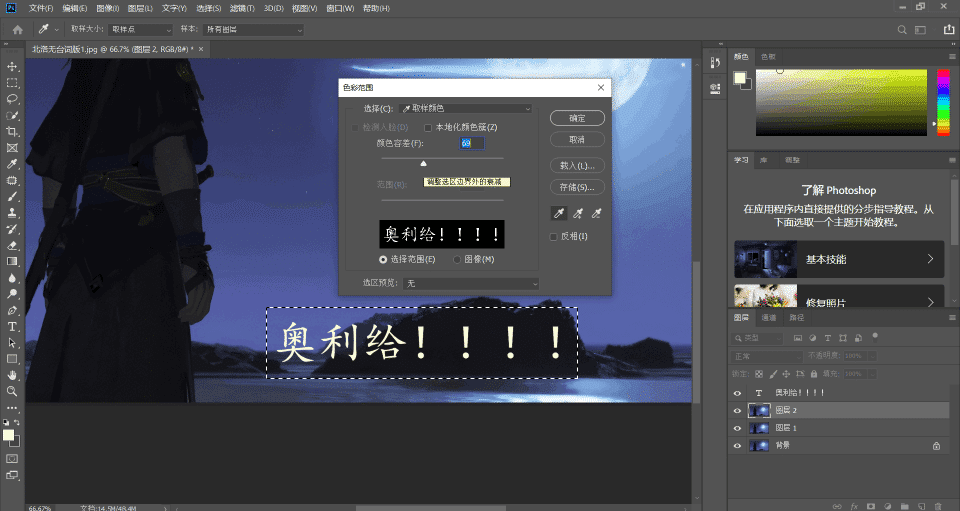 Ps 文件(F) 编辑(E) 图像(I) 图层(L) 文字(Y) 选择(S) 滤镜(T) 3D(D) 视图(V) 窗口(W) 帮助(H)
取样大小: 取样点 样本: 所有图层
北落无台词版1.jpg @ 66.7% (图层 2, RGB/8#) * ×
色彩范围
选择(C): 取样颜色
检测人脸(D) 本地化颜色簇(Z)
颜色容差(F): 69
调整选区边界外的衰减
范围(R):
奥利给！！！！
选择范围(E) 图像(M)
选区预览: 无
确定
取消
载入(L)...
存储(S)...
反相(I)
奥利给！！！！
颜色 色板
学习 库 调整
了解 Photoshop
在应用程序内直接提供的分步指导教程。从
下面选取一个主题开始教程。
基本技能
修复照片
图层 通道 路径
类型
正常 不透明度: 100%
锁定: 填充: 100%
T 奥利给！！！！
图层 2
图层 1
背景
66.67% 文档:14.5M/48.4M